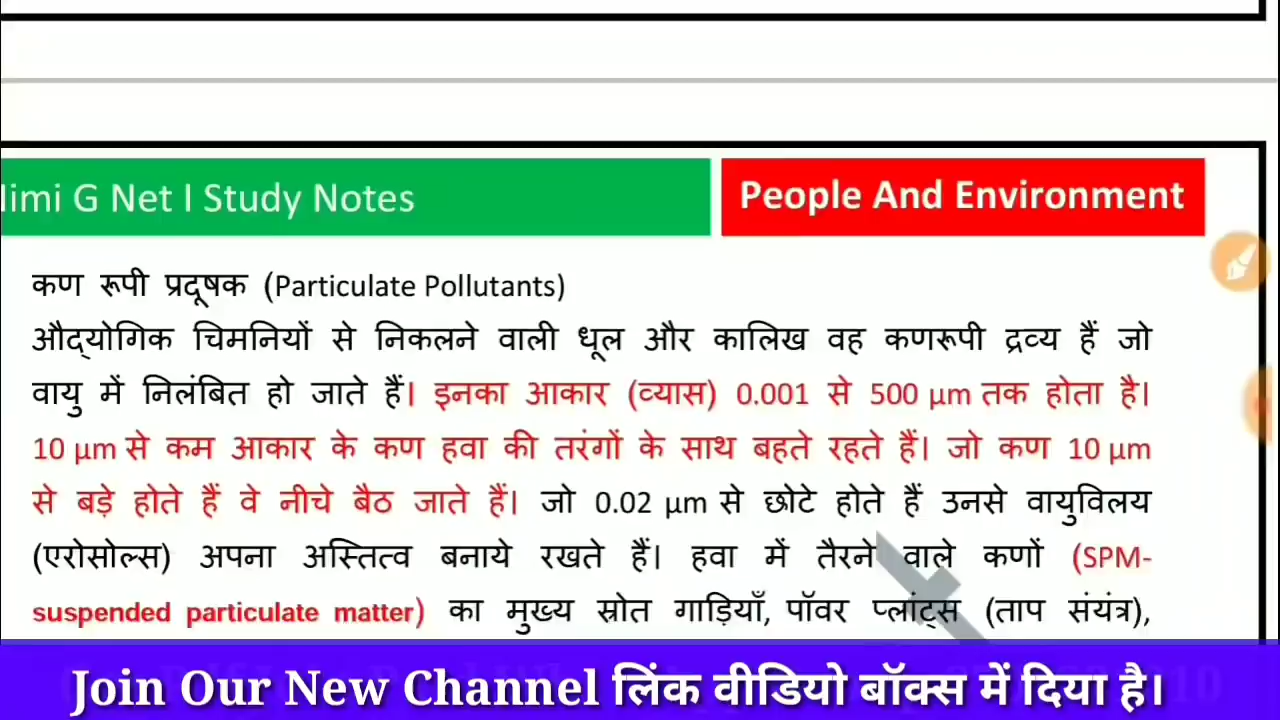 G Net I Study Notes
People And Environment
कण रूपी प्रदूषक (Particulate Pollutants)
औद्योगिक चिमनियों से निकलने वाली धूल और कालिख वह कणरूपी द्रव्य हैं जो
वायु में निलंबित हो जाते हैं। इनका आकार (व्यास) 0.001 से 500 µm तक होता है।
10 µm से कम आकार के कण हवा की तरंगों के साथ बहते रहते हैं। जो कण 10 µm
से बड़े होते हैं वे नीचे बैठ जाते हैं। जो 0.02 µm से छोटे होते हैं उनसे वायुविलय
(एरोसोल्स) अपना अस्तित्व बनाये रखते हैं। हवा में तैरने वाले कणों (SPM-
suspended particulate matter) का मुख्य स्रोत गाड़ियाँ, पॉवर प्लांट्स (ताप संयंत्र),
Join Our New Channel लिंक वीडियो बॉक्स में दिया है।